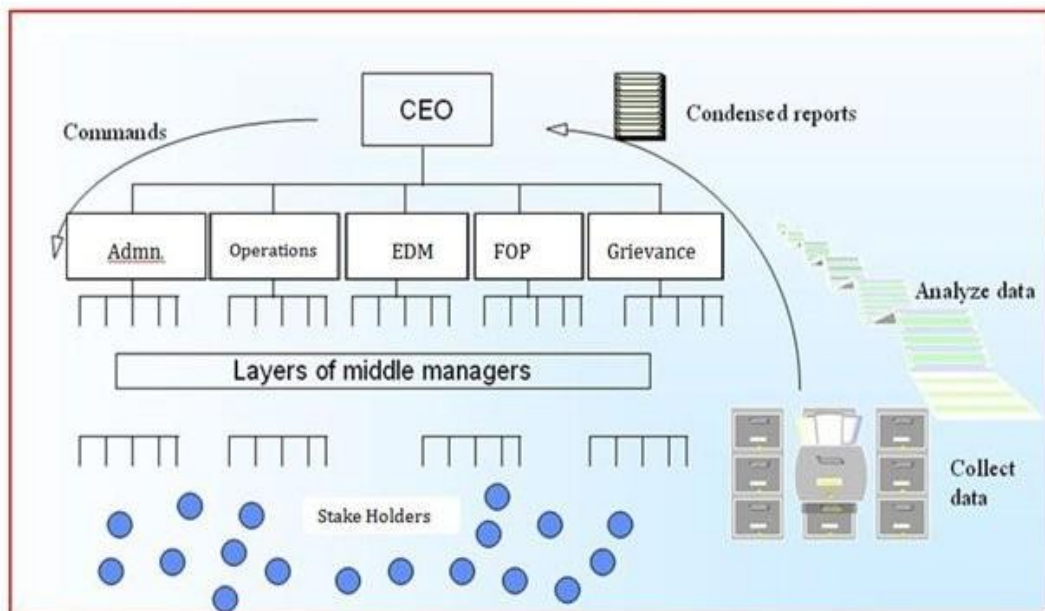 CEO
Commands
Condensed reports
Admn.
Operations
EDM
FOP
Grievance
Analyze data
Layers of middle managers
Collect
data
Stake Holders